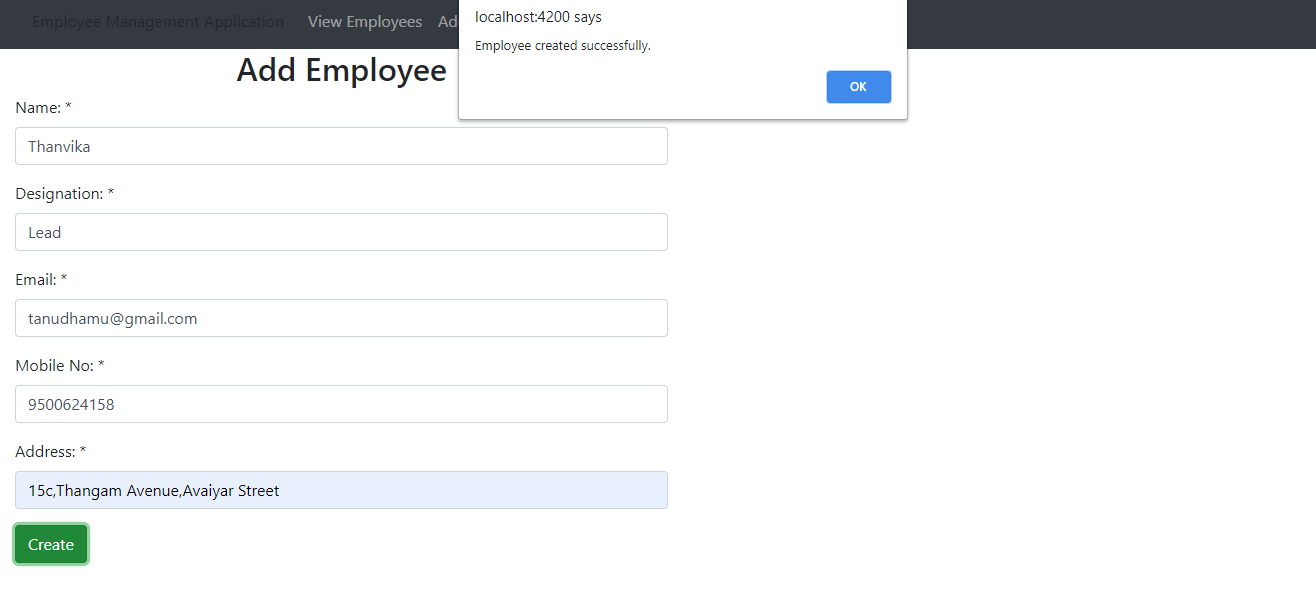 Employee Management Application View Employees Ad
localhost:4200 says
Employee created successfully.
OK
Add Employee
Name: *
Thanvika
Designation: *
Lead
Email: *
tanudhamu@gmail.com
Mobile No: *
9500624158
Address: *
15c,Thangam Avenue,Avaiyar Street
Create